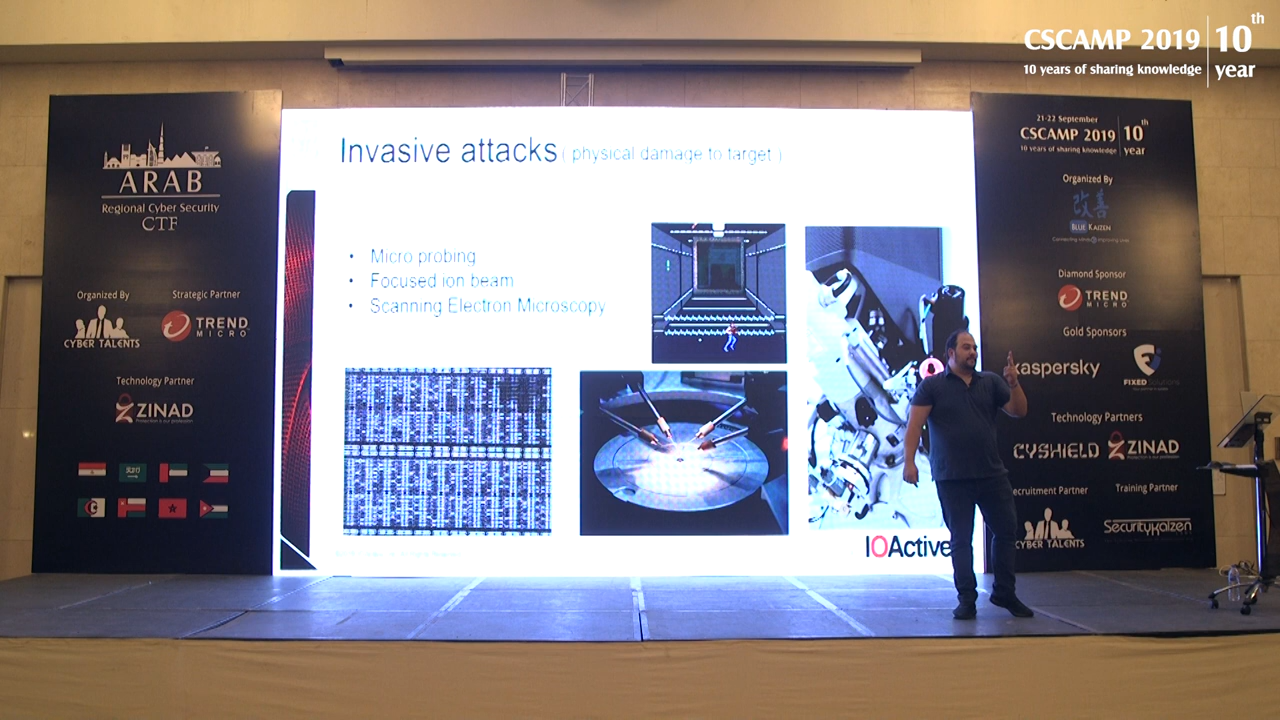 CSCAMP 2019 10th year
10 years of sharing knowledge
ARAB
Regional Cyber Security
CTF
Organized By
CYBER TALENTS
Strategic Partner
TREND MICRO
Technology Partner
ZINAD
Invasive attacks ( physical damage to target )
• Micro probing
• Focused ion beam
• Scanning Electron Microscopy
IOActive
21-22 September
CSCAMP 2019 10th year
10 years of sharing knowledge
Organized By
改善
BLUE KAIZEN
Diamond Sponsor
TREND MICRO
Gold Sponsors
kaspersky
FIXED Solutions
Technology Partners
CYSHIELD
ZINAD
ecruitment Partner
CYBER TALENTS
Training Partner
Securitykaizen